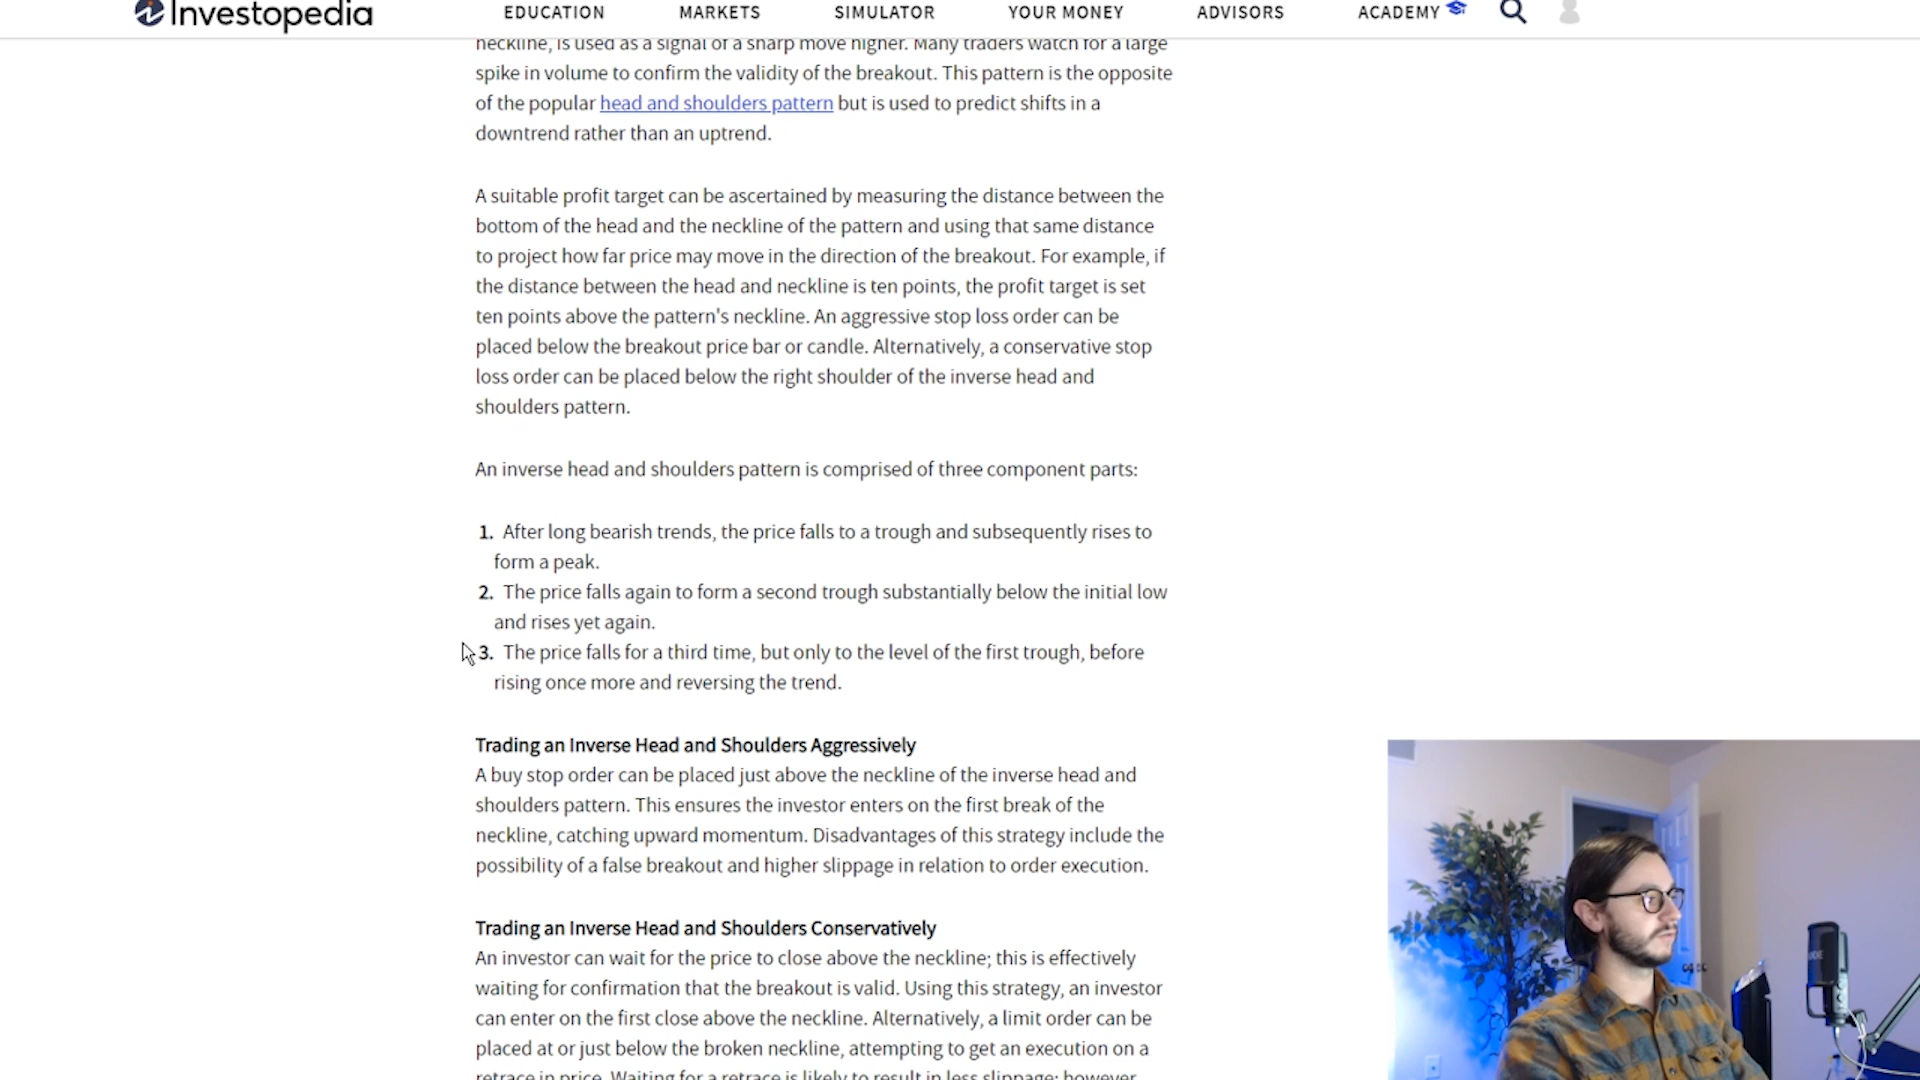 Investopedia
EDUCATION MARKETS SIMULATOR YOUR MONEY ADVISORS ACADEMY
neckline, is used as a signal of a sharp move higher. Many traders watch for a large
spike in volume to confirm the validity of the breakout. This pattern is the opposite
of the popular head and shoulders pattern but is used to predict shifts in a
downtrend rather than an uptrend.
A suitable profit target can be ascertained by measuring the distance between the
bottom of the head and the neckline of the pattern and using that same distance
to project how far price may move in the direction of the breakout. For example, if
the distance between the head and neckline is ten points, the profit target is set
ten points above the pattern's neckline. An aggressive stop loss order can be
placed below the breakout price bar or candle. Alternatively, a conservative stop
loss order can be placed below the right shoulder of the inverse head and
shoulders pattern.
An inverse head and shoulders pattern is comprised of three component parts:
1. After long bearish trends, the price falls to a trough and subsequently rises to
form a peak.
2. The price falls again to form a second trough substantially below the initial low
and rises yet again.
3. The price falls for a third time, but only to the level of the first trough, before
rising once more and reversing the trend.
Trading an Inverse Head and Shoulders Aggressively
A buy stop order can be placed just above the neckline of the inverse head and
shoulders pattern. This ensures the investor enters on the first break of the
neckline, catching upward momentum. Disadvantages of this strategy include the
possibility of a false breakout and higher slippage in relation to order execution.
Trading an Inverse Head and Shoulders Conservatively
An investor can wait for the price to close above the neckline; this is effectively
waiting for confirmation that the breakout is valid. Using this strategy, an investor
can enter on the first close above the neckline. Alternatively, a limit order can be
placed at or just below the broken neckline, attempting to get an execution on a
retrace in price. Waiting for a retrace is likely to result in less slippage; however,